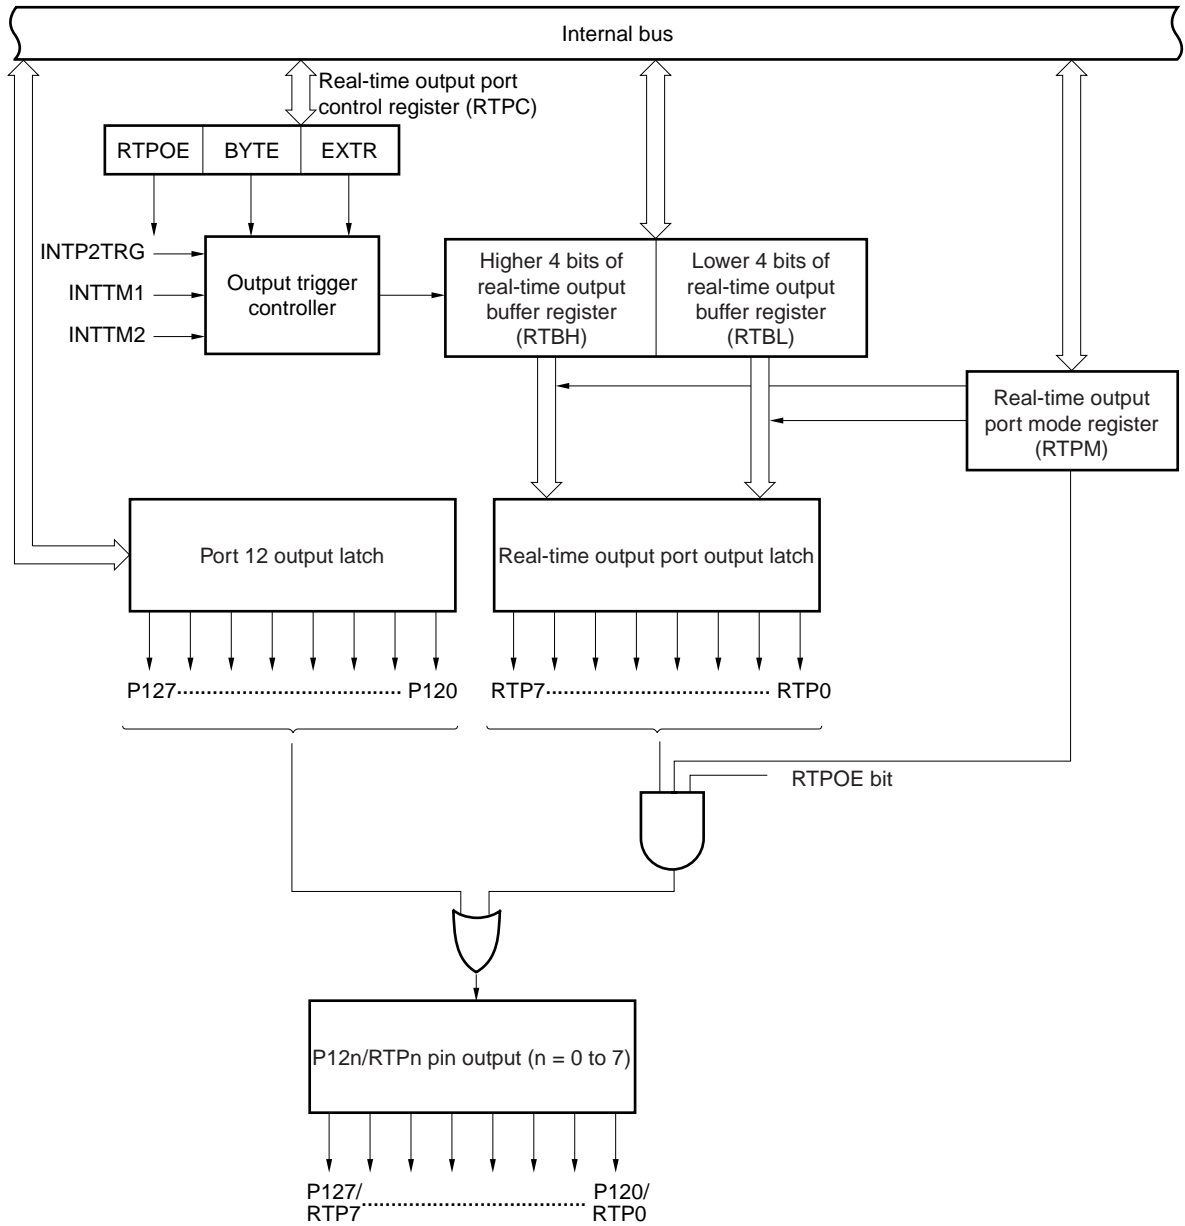 Internal bus
Real-time output port
control register (RTPC)
RTPOE BYTE EXTR
INTP2TRG
INTTM1
INTTM2
Output trigger
controller
Higher 4 bits of
real-time output
buffer register
(RTBH)
Lower 4 bits of
real-time output
buffer register
(RTBL)
Real-time output
port mode register
(RTPM)
Port 12 output latch
Real-time output port output latch
P127 P120
RTP7 RTP0
RTPOE bit
P12n/RTPn pin output (n = 0 to 7)
P127/
RTP7
P120/
RTP0